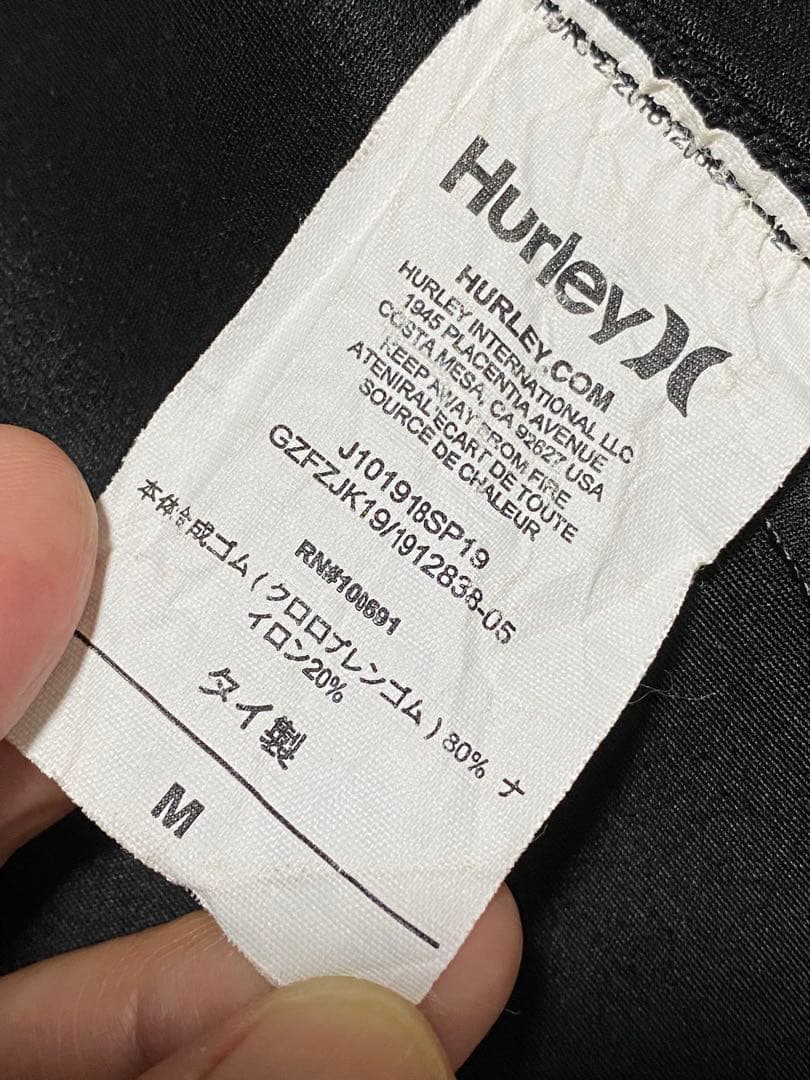 Hurley
HURLEY.COM
HURLEY INTERNATIONAL LLC
1945 PLACENTIA AVENUE
COSTA MESA, CA 92627 USA
KEEP AWAY FROM FIRE
ATENIRAL ECART DE TOUTE
SOURCE DE CHALEUR
J101918SP19
GZFZJK19/1912838-05
RN#100691
本体合成ゴム(クロロプレンゴム)80% ナ
イロン20%
タイ製
M